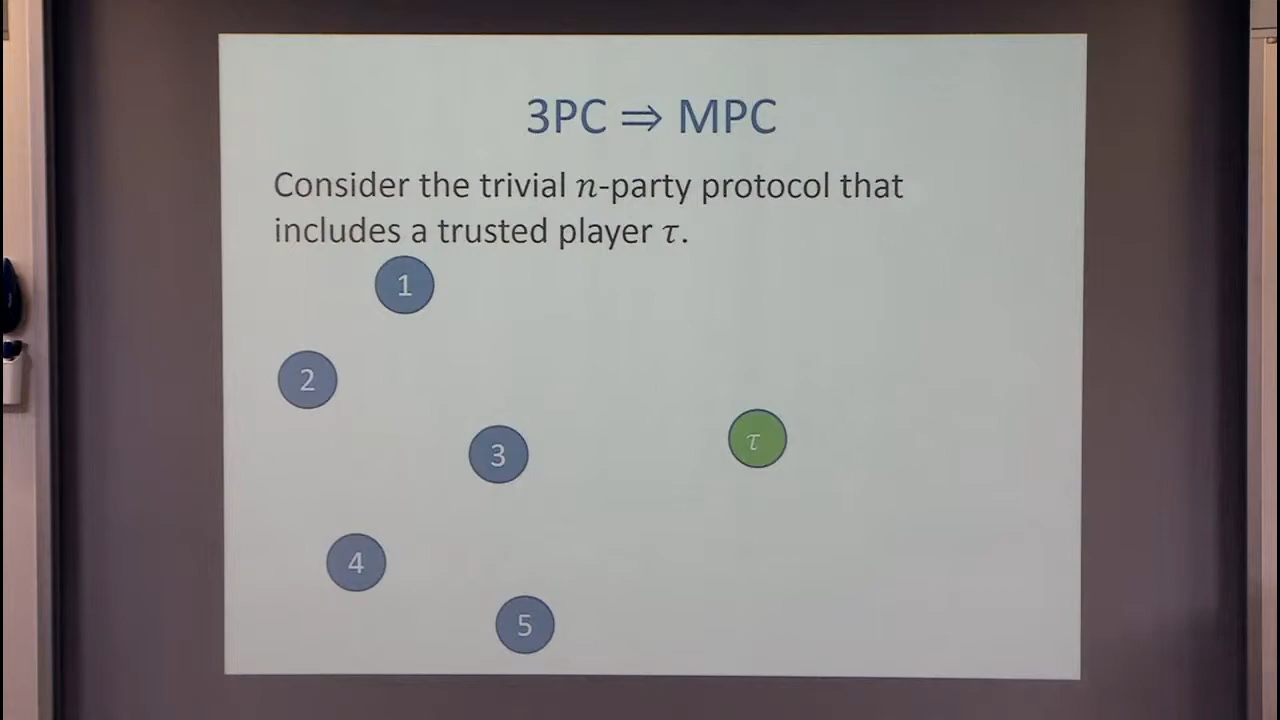 3PC ⇒ MPC
Consider the trivial n-party protocol that
includes a trusted player τ.
1
2
3
τ
4
5